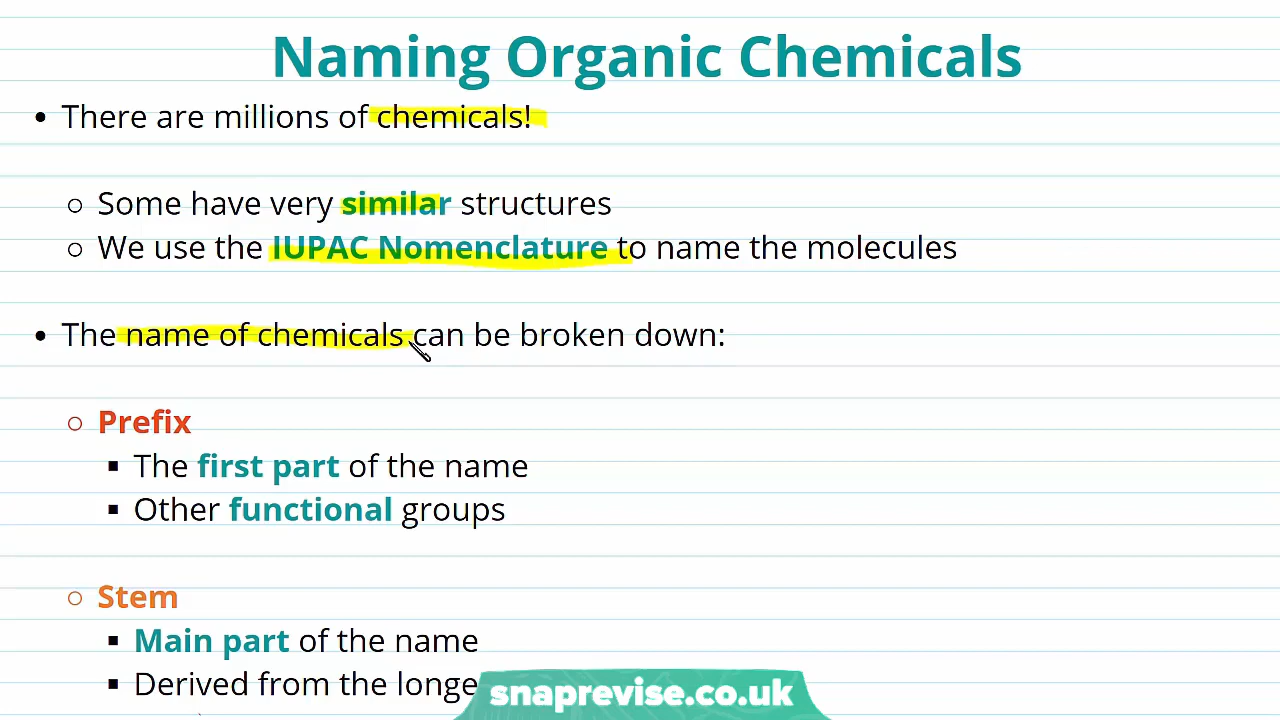 Naming Organic Chemicals
• There are millions of chemicals!
○ Some have very similar structures
○ We use the IUPAC Nomenclature to name the molecules
• The name of chemicals can be broken down:
○ Prefix
▪ The first part of the name
▪ Other functional groups
○ Stem
▪ Main part of the name
▪ Derived from the longe
snaprevise.co.uk